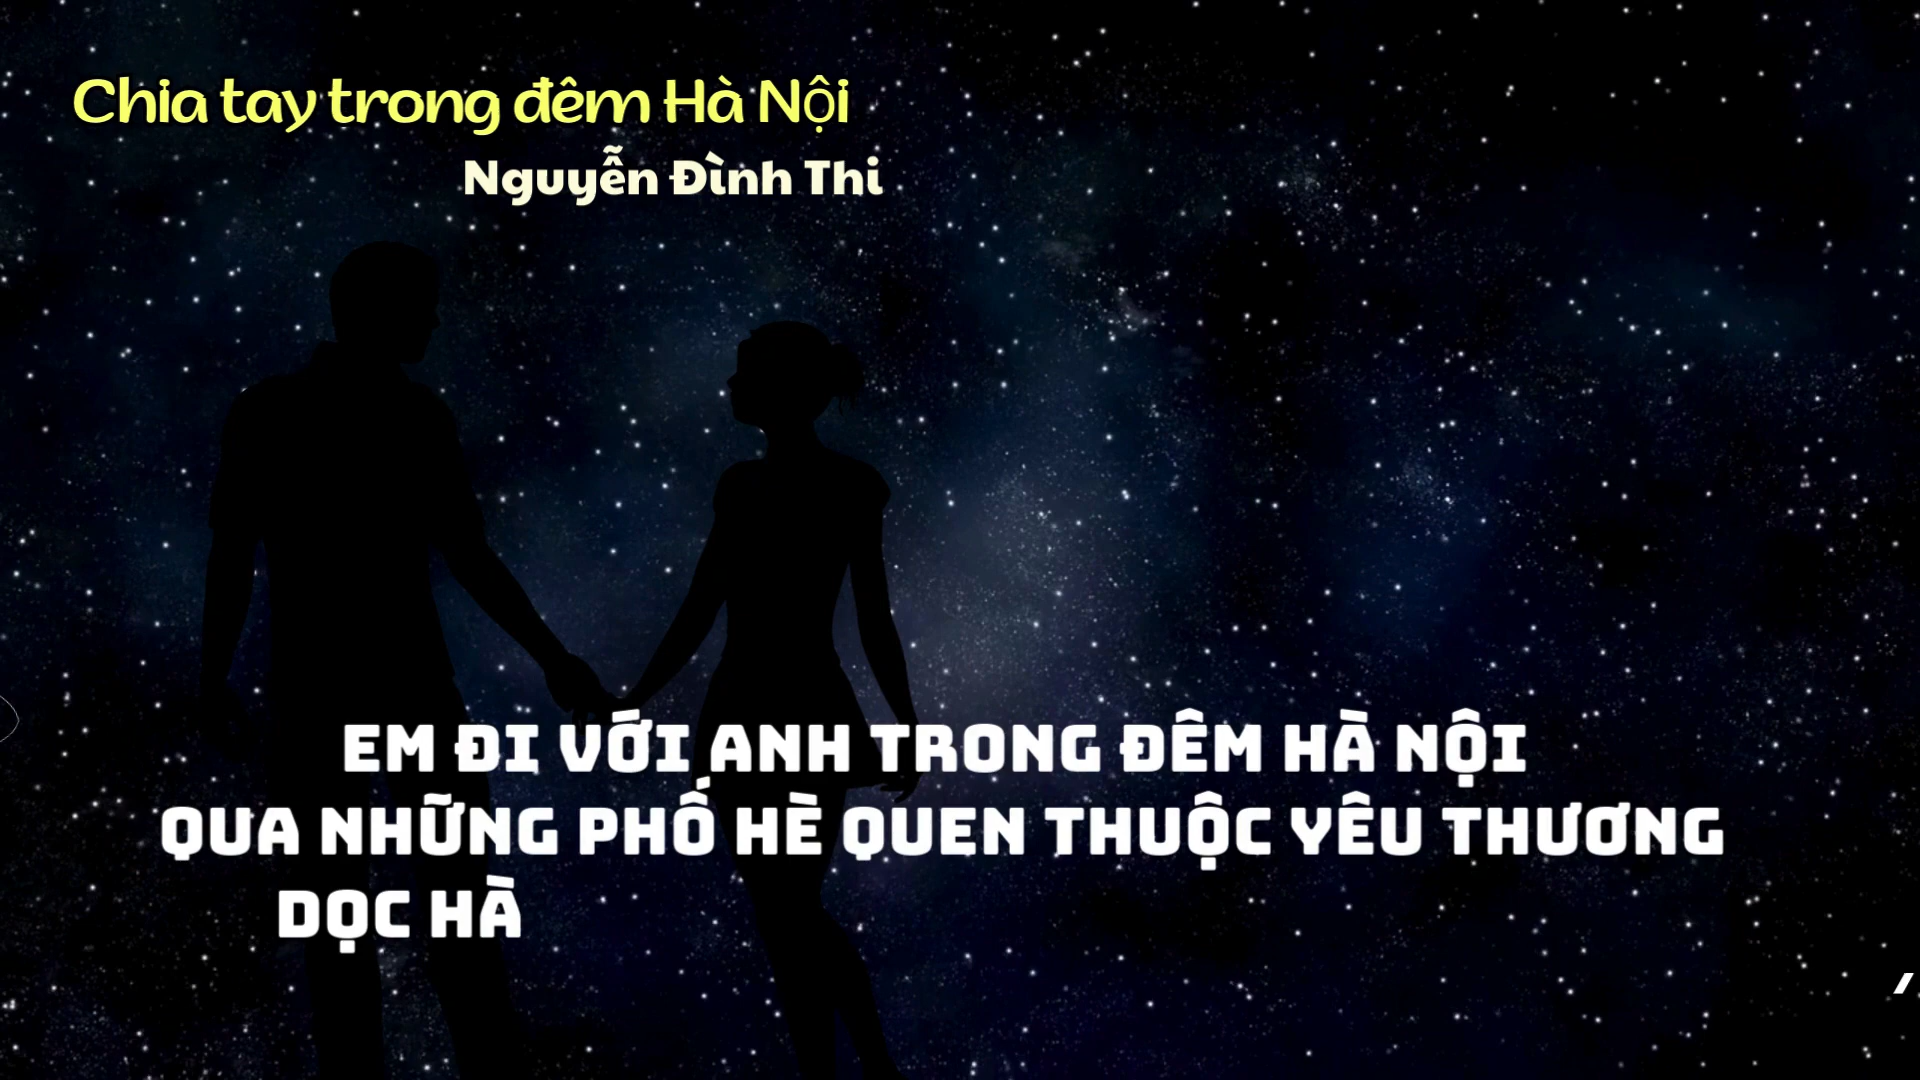 Chia tay trong đêm Hà Nội
Nguyễn Đình Thi
EM ĐI VỚI ANH TRONG ĐÊM HÀ NỘI
QUA NHỮNG PHỐ HÈ QUEN THUỘC YÊU THƯƠNG
DỌC HÀ